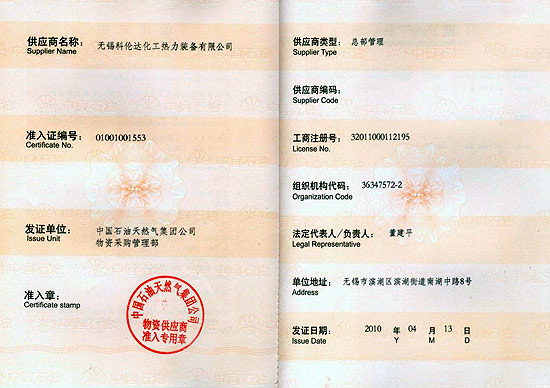 供应商名称： 无锡科伦达化工热力装备有限公司
Supplier Name
准入证编号： 01001001553
Certificate No.
发证单位： 中国石油天然气集团公司
Issue Unit 物资采购管理部
准入章：
Certificate stamp
中国石油天然气集团公司
物资供应商
准入专用章
供应商类型： 总部管理
Supplier Type
供应商编码：
Supplier Code
工商注册号： 32011000112195
License No.
组织机构代码： 36347572-2
Organization Code
法定代表人／负责人： 董建平
Legal Representative
单位地址： 无锡市滨湖区滨湖街道南湖中路8号
Address
发证日期： 2010 年 04 月 13 日
Issue Date Y M D